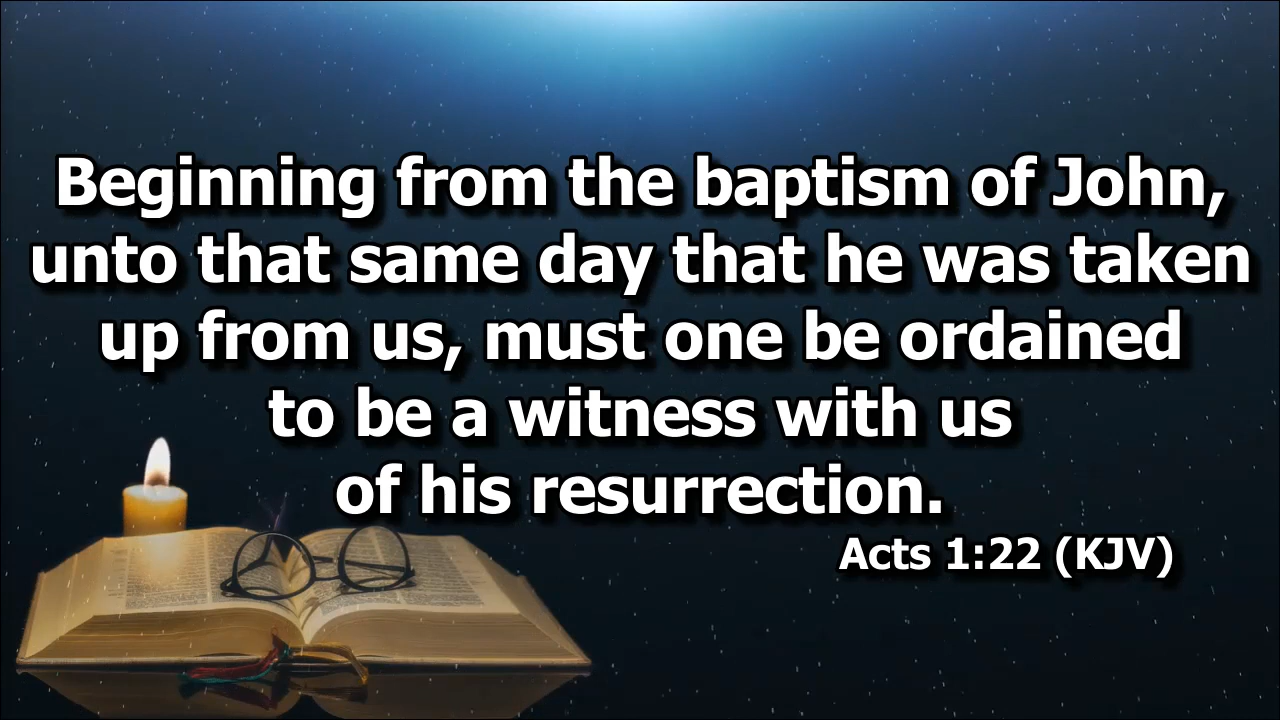 Beginning from the baptism of John,
unto that same day that he was taken
up from us, must one be ordained
to be a witness with us
of his resurrection.
Acts 1:22 (KJV)